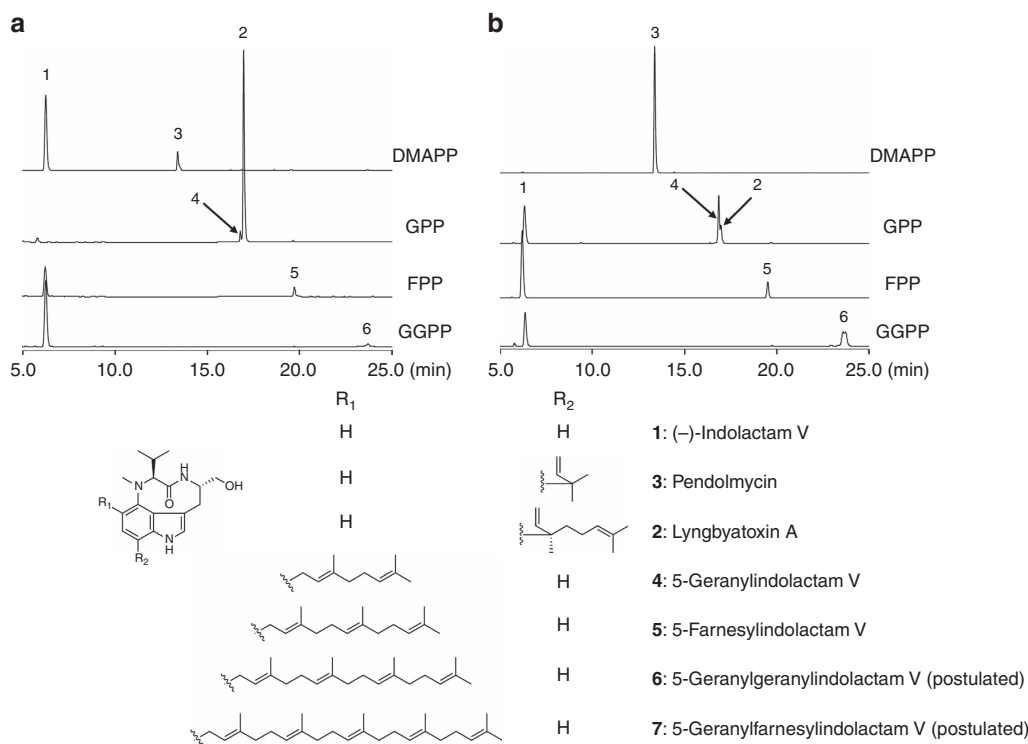 a
b
2
3
1
3
DMAPP
DMAPP
4
GPP
1
4
2
GPP
5
FPP
5
FPP
6
GGPP
6
GGPP
5.0 10.0 15.0 20.0 25.0 (min)
5.0 10.0 15.0 20.0 25.0 (min)
R1 R2
H H 1: (–)-Indolactam V
H 3: Pendolmycin
H 2: Lyngbyatoxin A
H 4: 5-Geranylindolactam V
H 5: 5-Farnesylindolactam V
H 6: 5-Geranylgeranylindolactam V (postulated)
H 7: 5-Geranylfarnesylindolactam V (postulated)
H
N N OH
O
R1
NH
R2